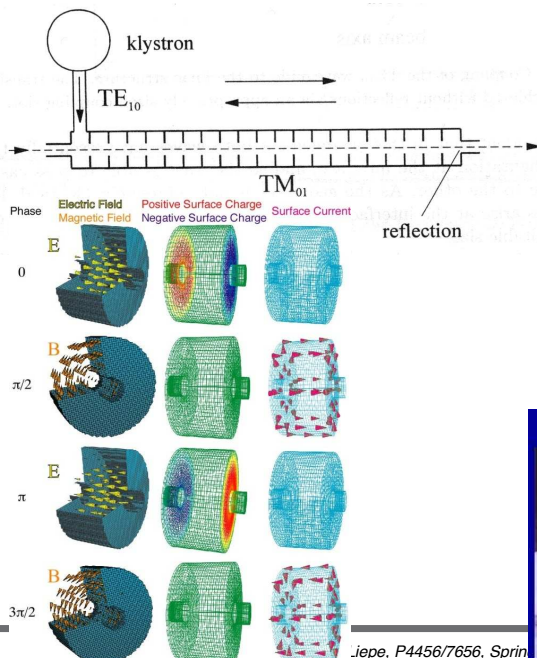 klystron
TE10
TM01
reflection
Phase
Electric Field
Magnetic Field
Positive Surface Charge
Negative Surface Charge
Surface Current
E
0
B
π/2
E
π
B
3π/2
Liepe, P4456/7656,